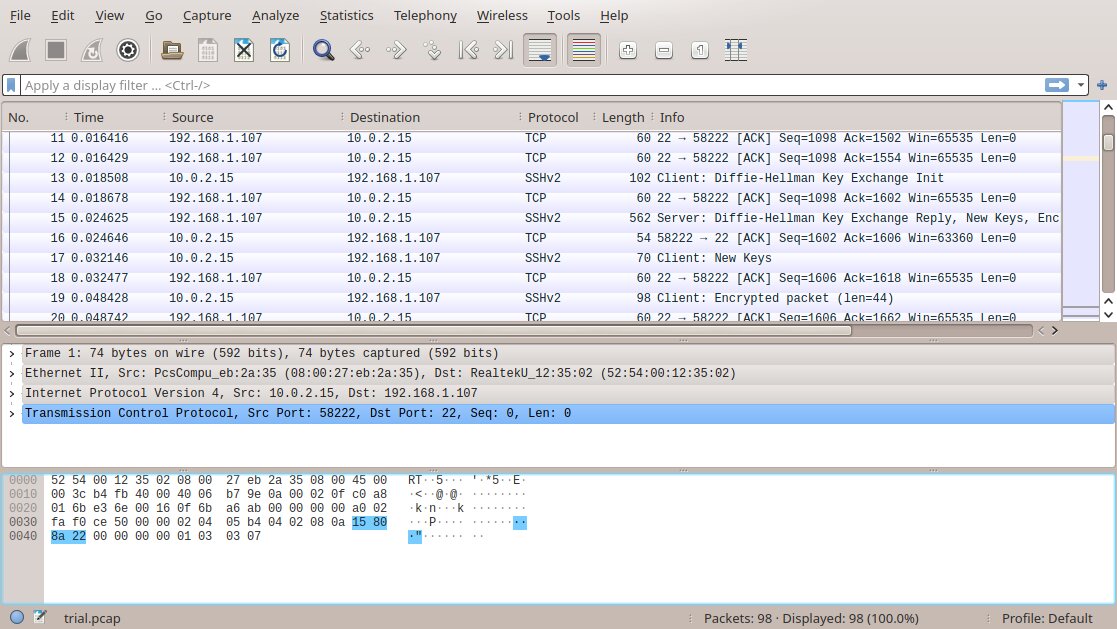 File Edit View Go Capture Analyze Statistics Telephony Wireless Tools Help
Apply a display filter ... <Ctrl-/>
No. Time Source Destination Protocol Length Info
11 0.016416 192.168.1.107 10.0.2.15 TCP 60 22 → 58222 [ACK] Seq=1098 Ack=1502 Win=65535 Len=0
12 0.016429 192.168.1.107 10.0.2.15 TCP 60 22 → 58222 [ACK] Seq=1098 Ack=1554 Win=65535 Len=0
13 0.018508 10.0.2.15 192.168.1.107 SSHv2 102 Client: Diffie-Hellman Key Exchange Init
14 0.018678 192.168.1.107 10.0.2.15 TCP 60 22 → 58222 [ACK] Seq=1098 Ack=1602 Win=65535 Len=0
15 0.024625 192.168.1.107 10.0.2.15 SSHv2 562 Server: Diffie-Hellman Key Exchange Reply, New Keys, Enc
16 0.024646 10.0.2.15 192.168.1.107 TCP 54 58222 → 22 [ACK] Seq=1602 Ack=1606 Win=63360 Len=0
17 0.032146 10.0.2.15 192.168.1.107 SSHv2 70 Client: New Keys
18 0.032477 192.168.1.107 10.0.2.15 TCP 60 22 → 58222 [ACK] Seq=1606 Ack=1618 Win=65535 Len=0
19 0.048428 10.0.2.15 192.168.1.107 SSHv2 98 Client: Encrypted packet (len=44)
20 0.048742 192.168.1.107 10.0.2.15 TCP 60 22 → 58222 [ACK] Seq=1606 Ack=1662 Win=65535 Len=0
Frame 1: 74 bytes on wire (592 bits), 74 bytes captured (592 bits)
Ethernet II, Src: PcsCompu_eb:2a:35 (08:00:27:eb:2a:35), Dst: RealtekU_12:35:02 (52:54:00:12:35:02)
Internet Protocol Version 4, Src: 10.0.2.15, Dst: 192.168.1.107
Transmission Control Protocol, Src Port: 58222, Dst Port: 22, Seq: 0, Len: 0
0000 52 54 00 12 35 02 08 00 27 eb 2a 35 08 00 45 00 RT··5··· '·*5··E·
0010 00 3c b4 fb 40 00 40 06 b7 9e 0a 00 02 0f c0 a8 ·<··@·@· ········
0020 01 6b e3 6e 00 16 0f 6b a6 ab 00 00 00 00 a0 02 ·k·n···k ········
0030 fa f0 ce 50 00 00 02 04 05 b4 04 02 08 0a 15 80 ···P···· ········
0040 8a 22 00 00 00 00 01 03 03 07 ·"······ ··
trial.pcap Packets: 98 · Displayed: 98 (100.0%) Profile: Default